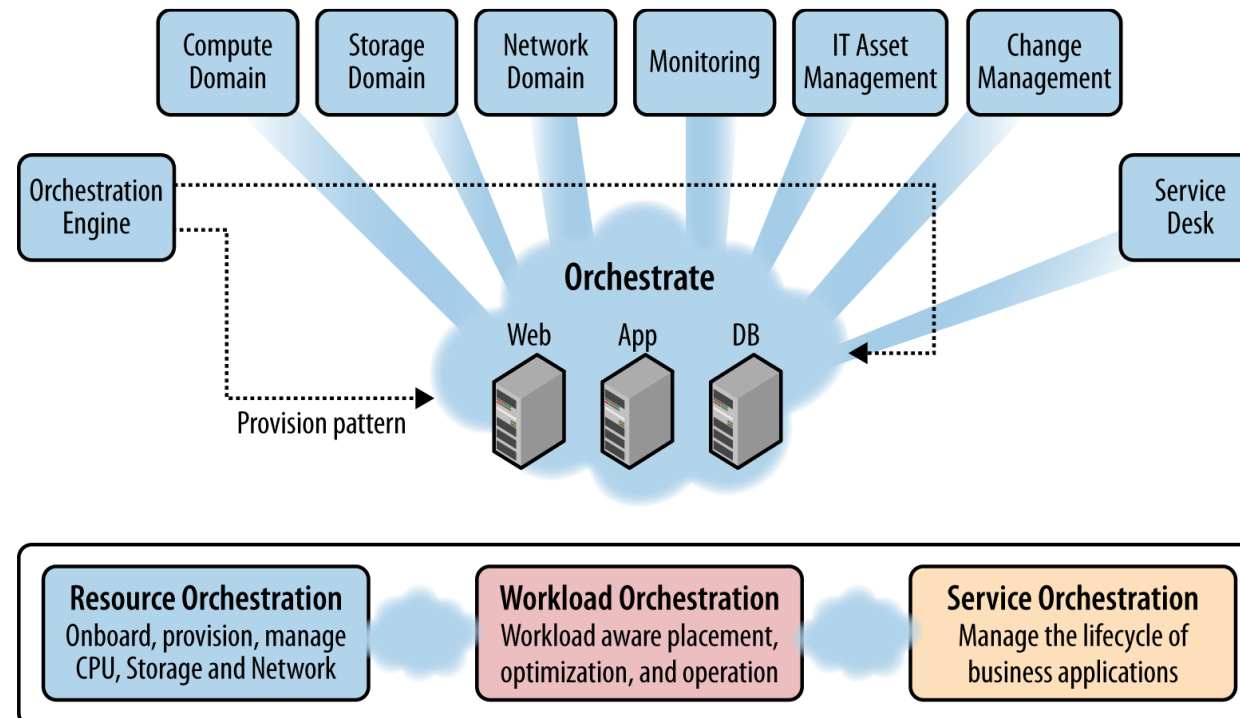 Compute
Domain
Storage
Domain
Network
Domain
Monitoring
IT Asset
Management
Change
Management
Orchestration
Engine
Service
Desk
Orchestrate
Web
App
DB
Provision pattern
Resource Orchestration
Onboard, provision, manage
CPU, Storage and Network
Workload Orchestration
Workload aware placement,
optimization, and operation
Service Orchestration
Manage the lifecycle of
business applications